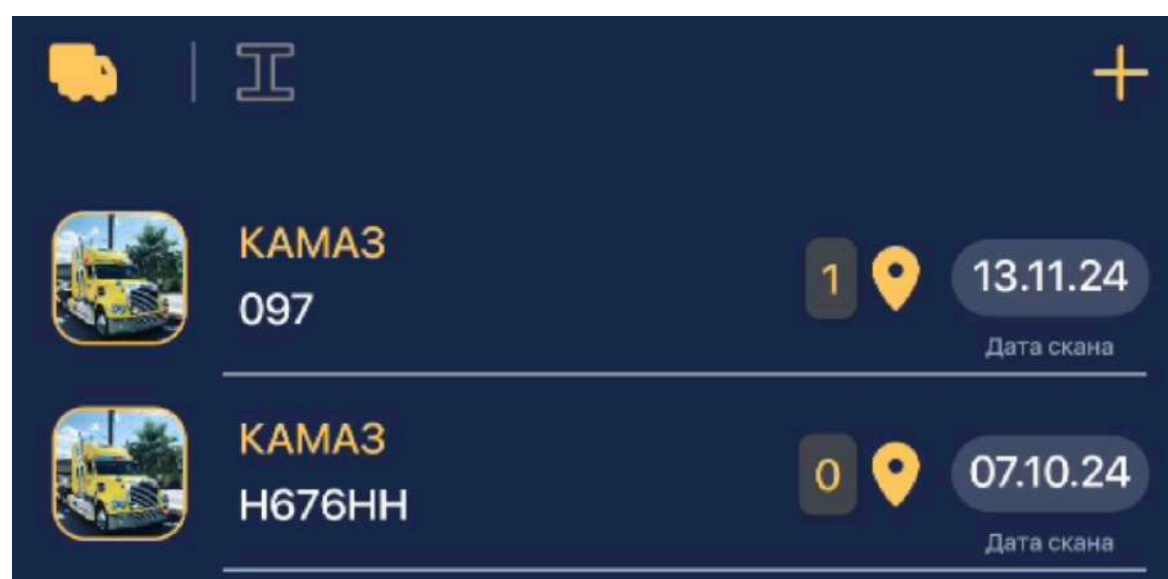 КАМАЗ
097
1
13.11.24
Дата скана
КАМАЗ
Н676НН
0
07.10.24
Дата скана